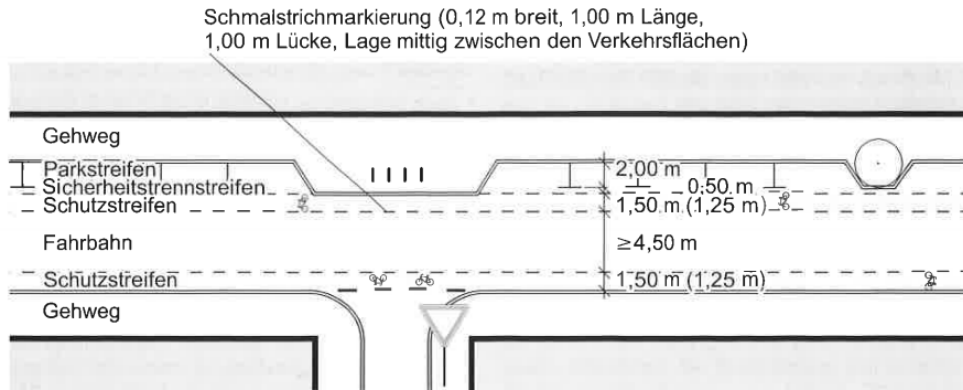 Schmalstrichmarkierung (0,12 m breit, 1,00 m Länge,
1,00 m Lücke, Lage mittig zwischen den Verkehrsflächen)
Gehweg
Parkstreifen
2,00 m
Sicherheitstrennstreifen
0,50 m
Schutzstreifen
1,50 m (1,25 m)
Fahrbahn
≥4,50 m
Schutzstreifen
1,50 m (1,25 m)
Gehweg